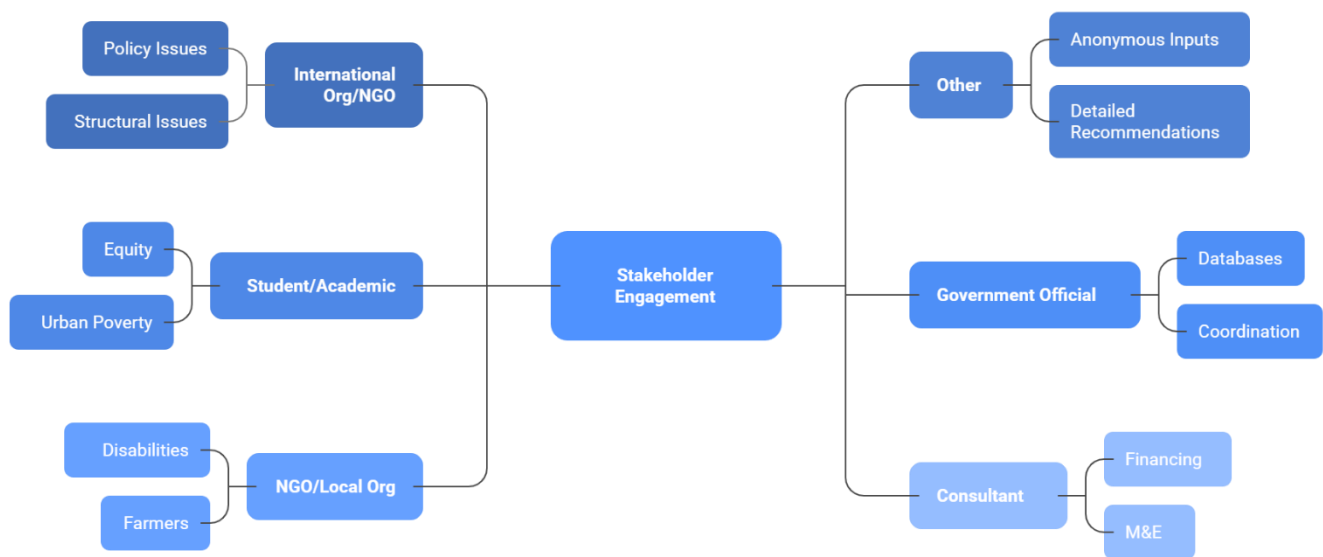 Policy Issues
Structural Issues
International
Org/NGO
Equity
Urban Poverty
Student/Academic
Disabilities
Farmers
NGO/Local Org
Stakeholder
Engagement
Other
Anonymous Inputs
Detailed
Recommendations
Government Official
Databases
Coordination
Consultant
Financing
M&E